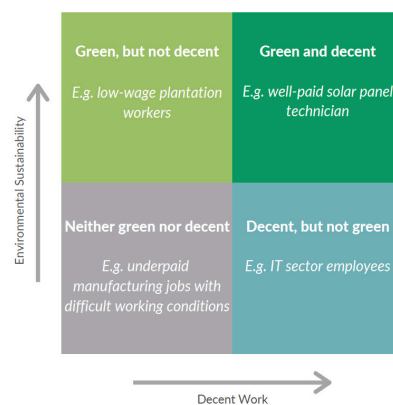 Green, but not decent
E.g. low-wage plantation
workers
Green and decent
E.g. well-paid solar panel
technician
Environmental Sustainability
Neither green nor decent
E.g. underpaid
manufacturing jobs with
difficult working conditions
Decent, but not green
E.g. IT sector employees
Decent Work